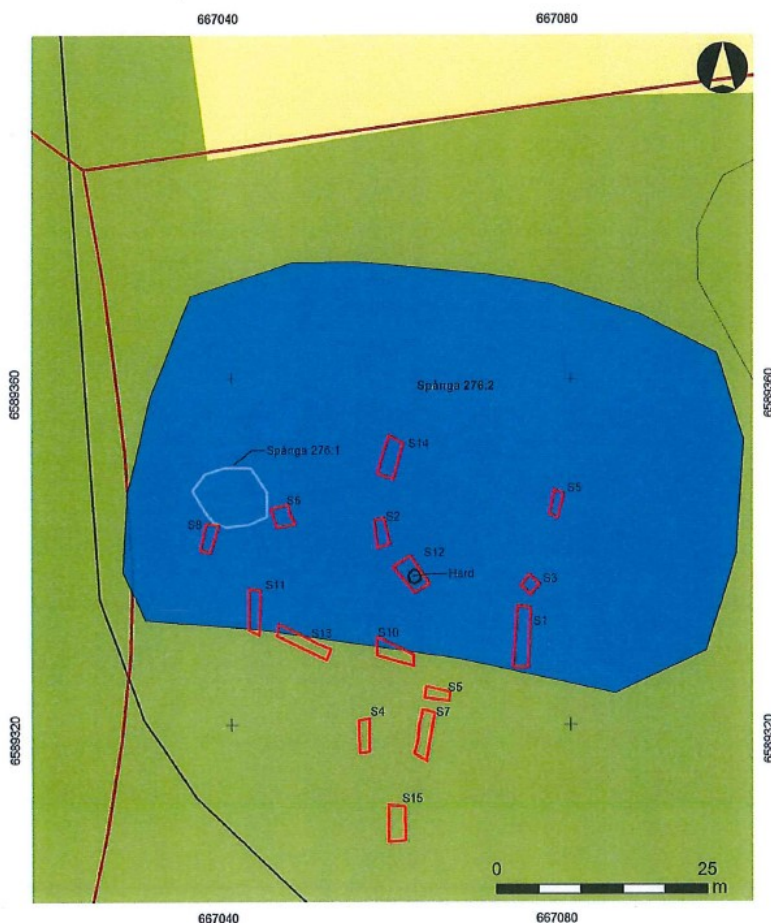 667040
667080
6589360
6589360
Spånga 276:2
S14
Spånga 276:1
S5
S6
S2
S8
S12
Härd
S3
S11
S1
S13
S10
S5
S4
S7
6589320
6589320
S15
0
25
m
667040
667080